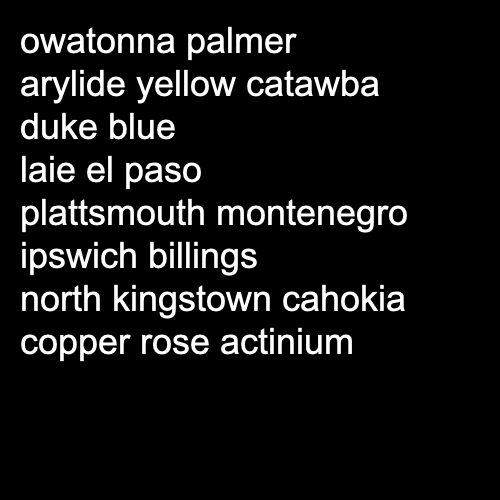 owatonna palmer
arylide yellow catawba
duke blue
laie el paso
plattsmouth montenegro
ipswich billings
north kingstown cahokia
copper rose actinium